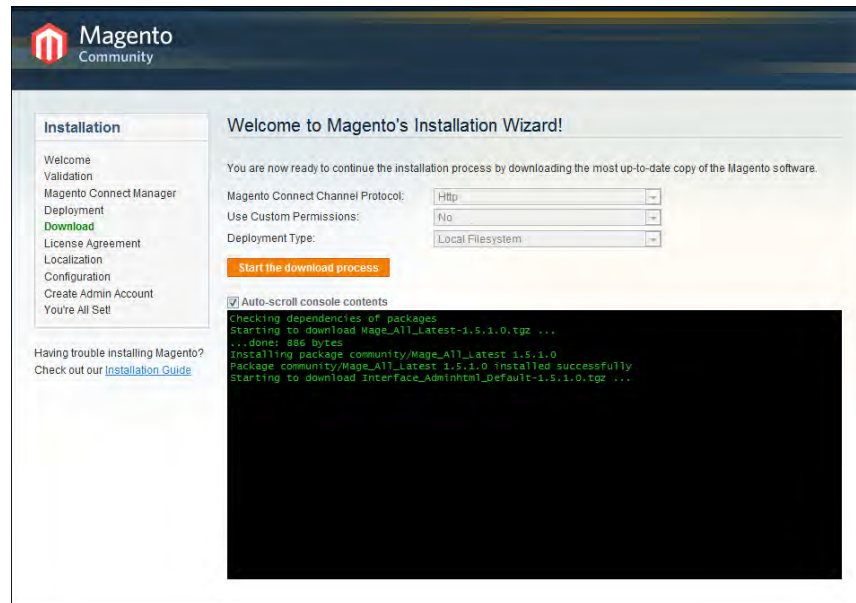 Magento
Community
Installation
Welcome
Validation
Magento Connect Manager
Deployment
Download
License Agreement
Localization
Configuration
Create Admin Account
You're All Set!
Having trouble installing Magento?
Check out our Installation Guide
Welcome to Magento's Installation Wizard!
You are now ready to continue the installation process by downloading the most up-to-date copy of the Magento software.
Magento Connect Channel Protocol: Http
Use Custom Permissions: No
Deployment Type: Local Filesystem
Start the download process
Auto-scroll console contents
Checking dependencies of packages
Starting to download Mage_All_Latest-1.5.1.0.tgz ...
...done: 886 bytes
Installing package community/Mage_All_Latest 1.5.1.0
Package community/Mage_All_Latest 1.5.1.0 installed successfully
Starting to download Interface_Adminhtml_Default-1.5.1.0.tgz ...